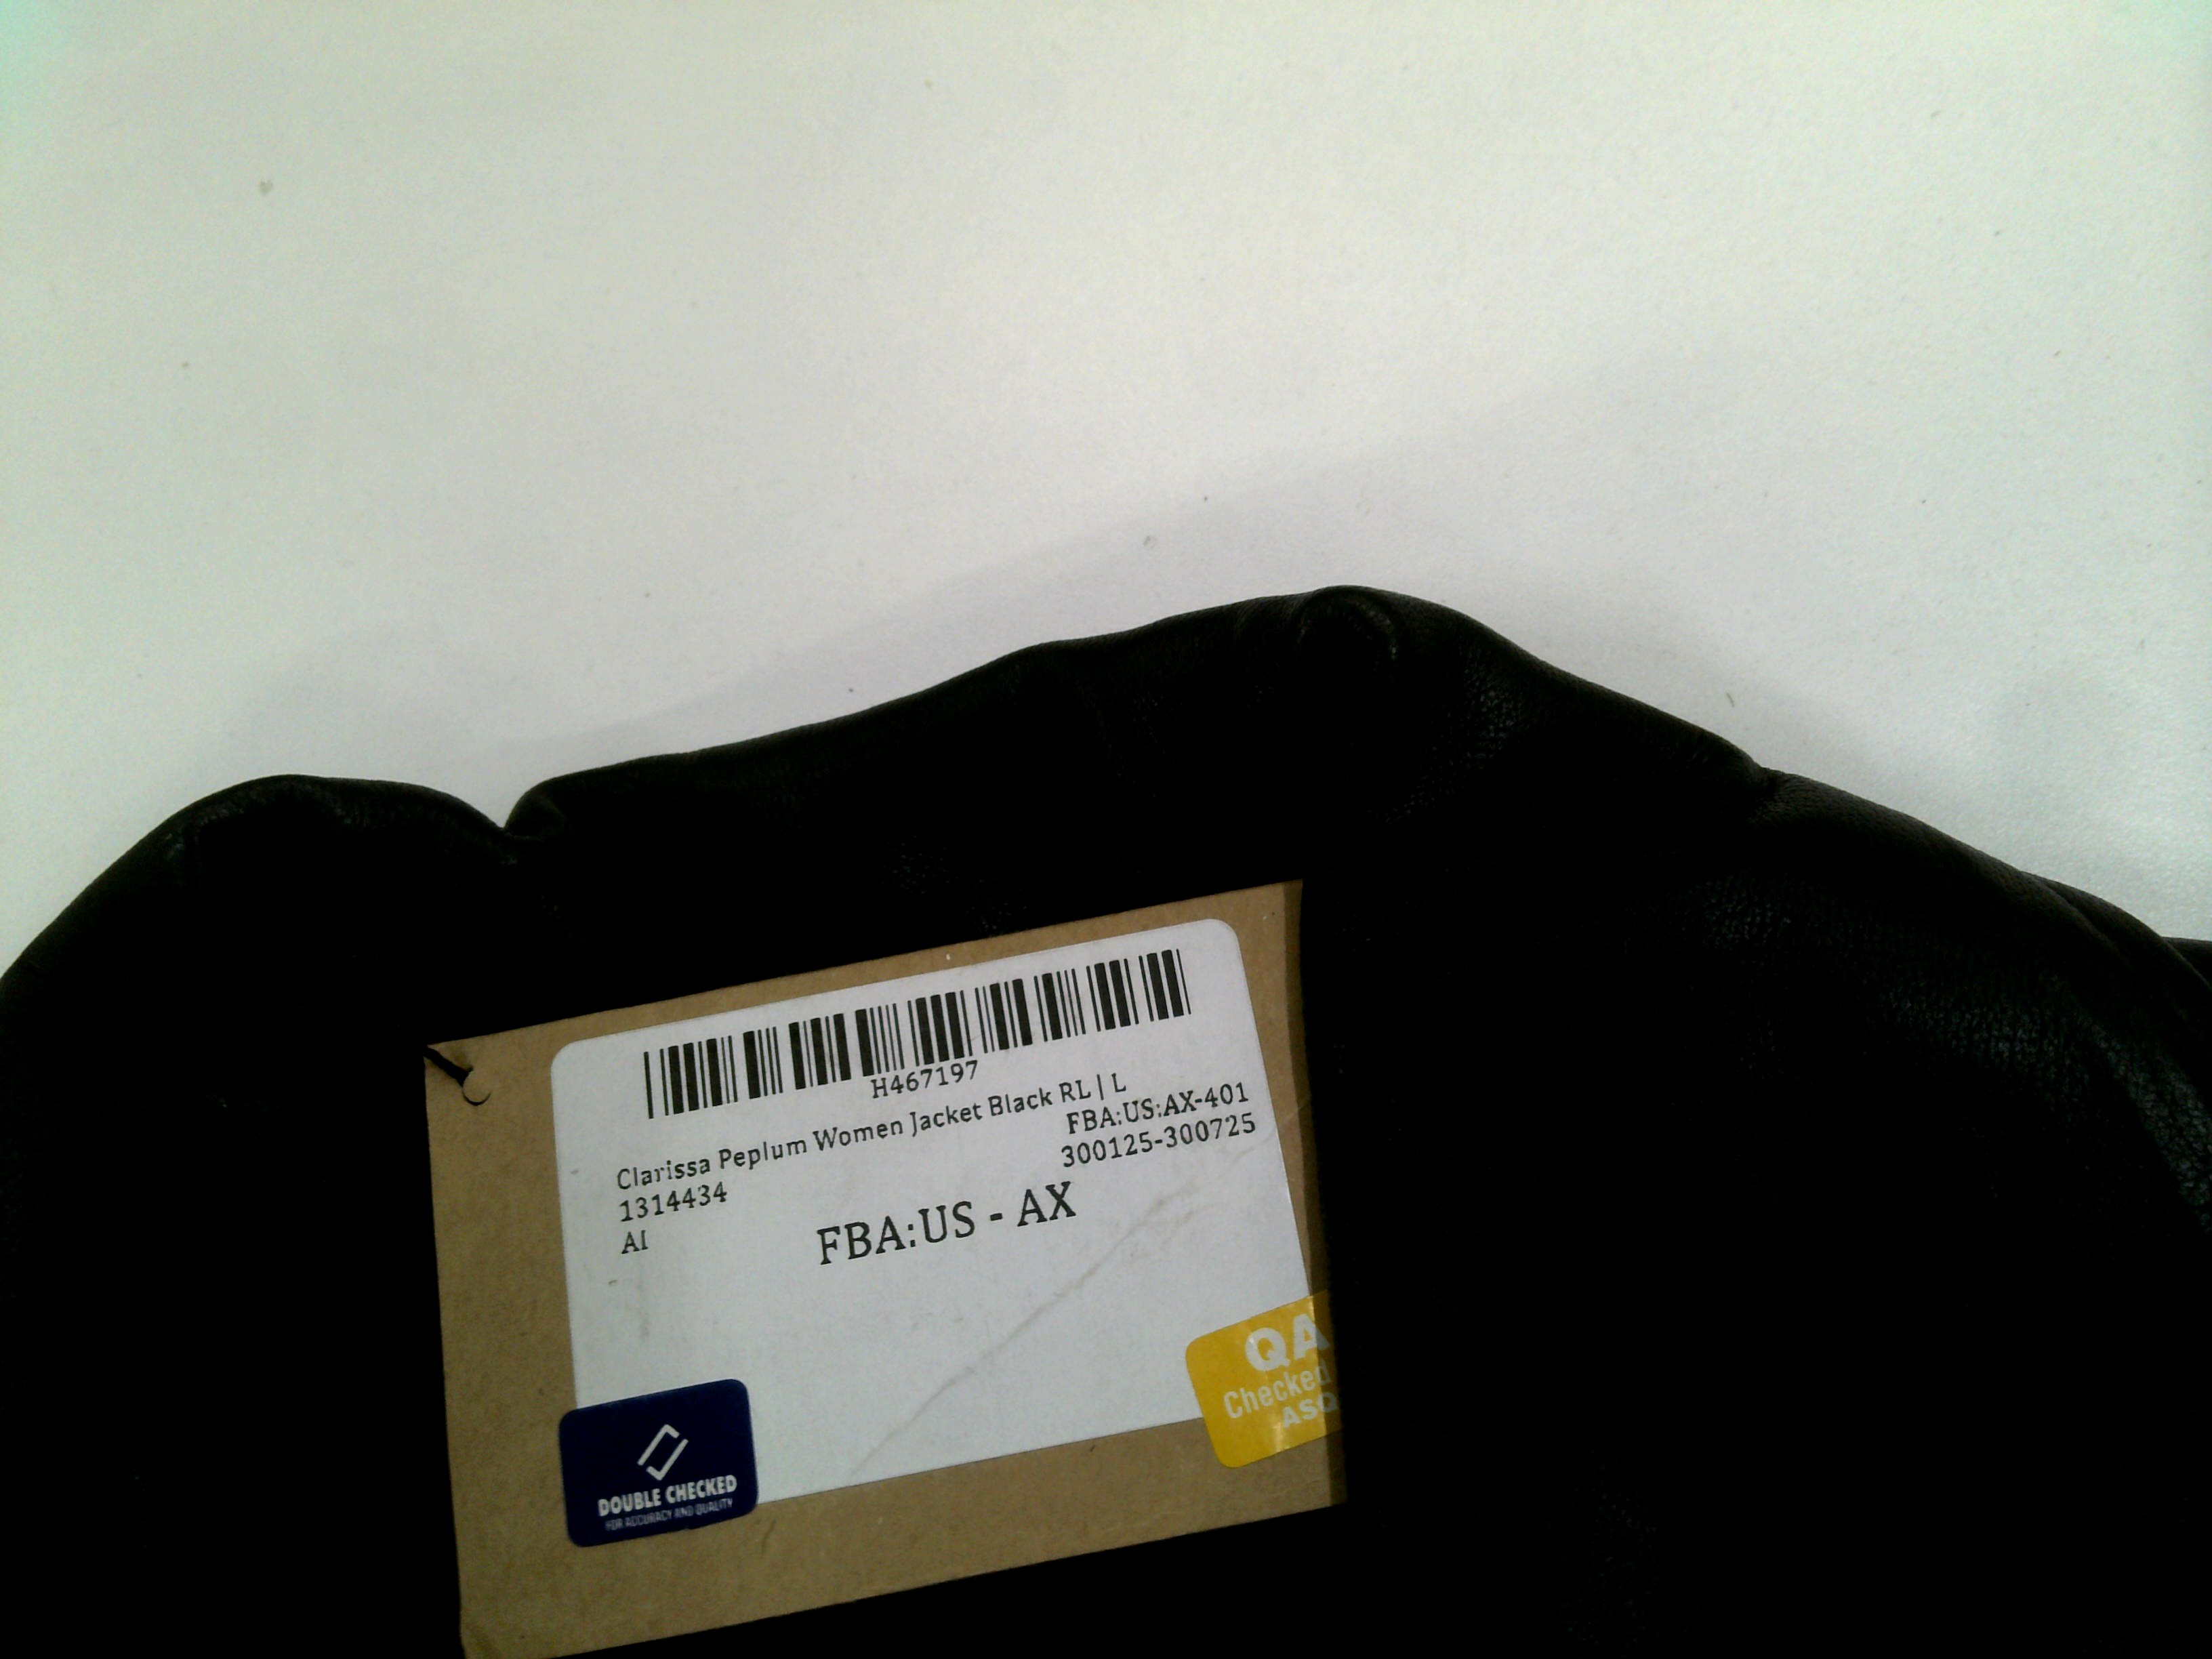 H467197
Clarissa Peplum Women Jacket Black RL | L
1314434
FBA:US:AX-401
AI
300125-300725
FBA:US - AX
QA
Checked
ASQ
DOUBLE CHECKED
FOR ACCURACY AND QUALITY